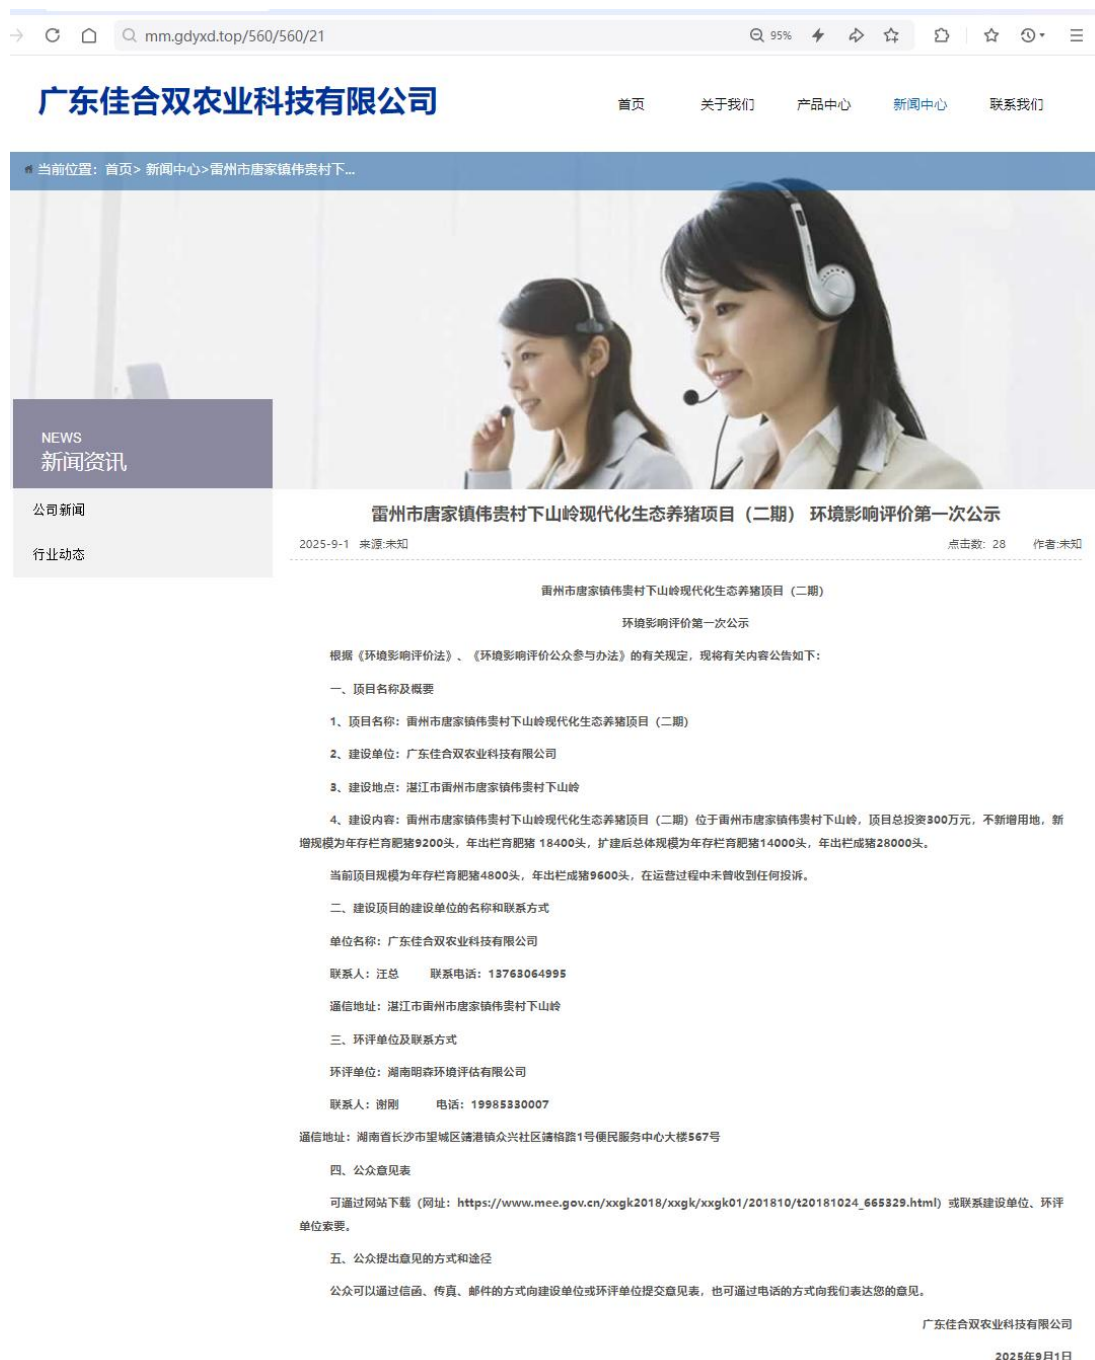 mm.gdyxd.top/560/560/21
95%
广东佳合双农业科技有限公司
首页 关于我们 产品中心 新闻中心 联系我们
当前位置：首页> 新闻中心>雷州市唐家镇伟贵村下...
NEWS
新闻资讯
公司新闻
行业动态
雷州市唐家镇伟贵村下山岭现代化生态养猪项目（二期） 环境影响评价第一次公示
2025-9-1 来源:未知 点击数: 28 作者:未知
雷州市唐家镇伟贵村下山岭现代化生态养猪项目（二期）
环境影响评价第一次公示
根据《环境影响评价法》、《环境影响评价公众参与办法》的有关规定，现将有关内容公告如下：
一、项目名称及概要
1、项目名称：雷州市唐家镇伟贵村下山岭现代化生态养猪项目（二期）
2、建设单位：广东佳合双农业科技有限公司
3、建设地点：湛江市雷州市唐家镇伟贵村下山岭
4、建设内容：雷州市唐家镇伟贵村下山岭现代化生态养猪项目（二期）位于雷州市唐家镇伟贵村下山岭，项目总投资300万元，不新增用地，新
增规模为年存栏育肥猪9200头，年出栏育肥猪 18400头，扩建后总体规模为年存栏育肥猪14000头，年出栏成猪28000头。
当前项目规模为年存栏育肥猪4800头，年出栏成猪9600头，在运营过程中未曾收到任何投诉。
二、建设项目的建设单位的名称和联系方式
单位名称：广东佳合双农业科技有限公司
联系人：汪总 联系电话：13763064995
通信地址：湛江市雷州市唐家镇伟贵村下山岭
三、环评单位及联系方式
环评单位：湖南明森环境评估有限公司
联系人：谢刚 电话：19985330007
通信地址：湖南省长沙市望城区靖港镇众兴社区靖格路1号便民服务中心大楼567号
四、公众意见表
可通过网站下载（网址：https://www.mee.gov.cn/xxgk2018/xxgk/xxgk01/201810/t20181024_665329.html）或联系建设单位、环评
单位索要。
五、公众提出意见的方式和途径
公众可以通过信函、传真、邮件的方式向建设单位或环评单位提交意见表，也可通过电话的方式向我们表达您的意见。
广东佳合双农业科技有限公司
2025年9月1日